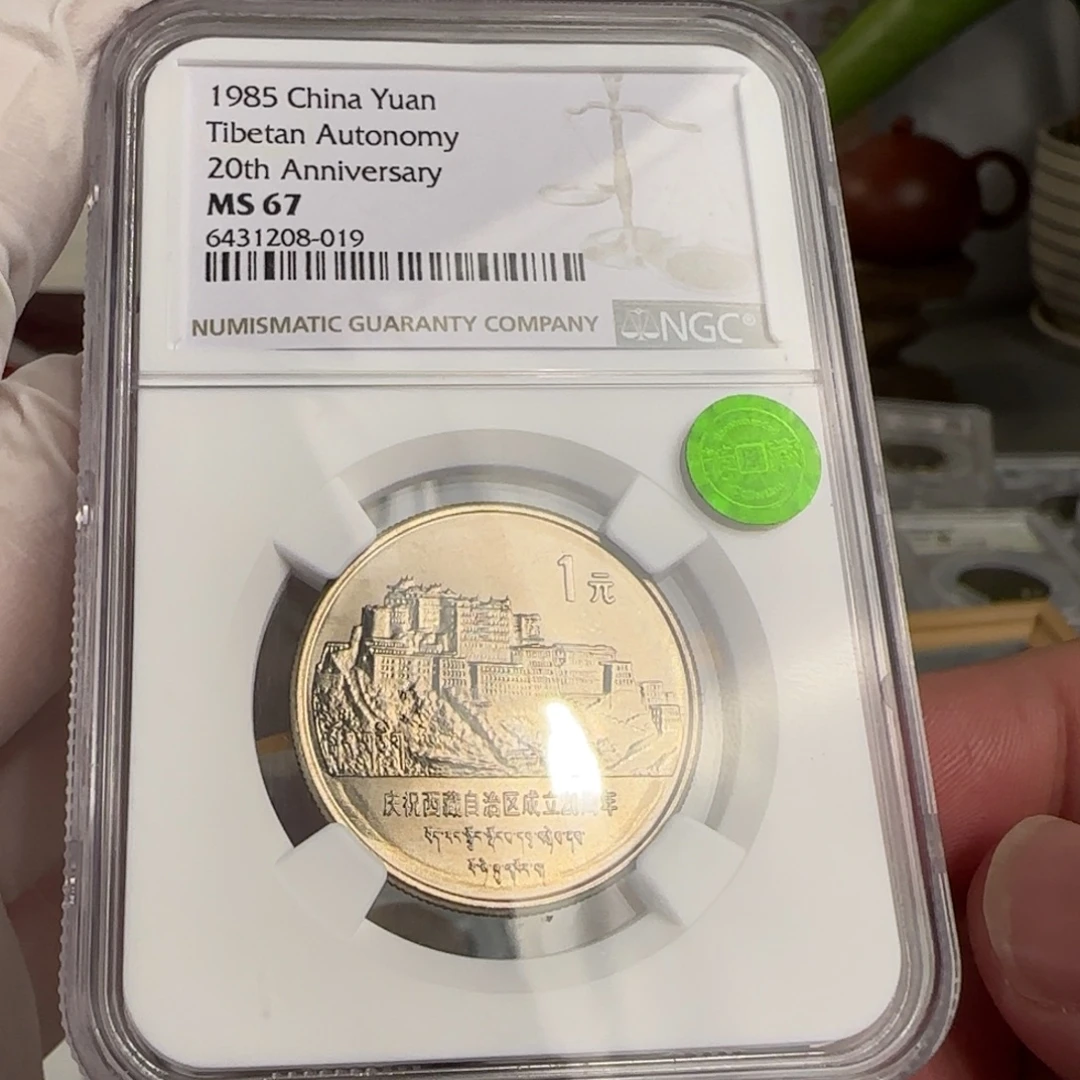 1985 China Yuan
Tibetan Autonomy
20th Anniversary
MS 67
6431208-019
NUMISMATIC GUARANTY COMPANY NGC®
1元
庆祝西藏自治区成立20周年